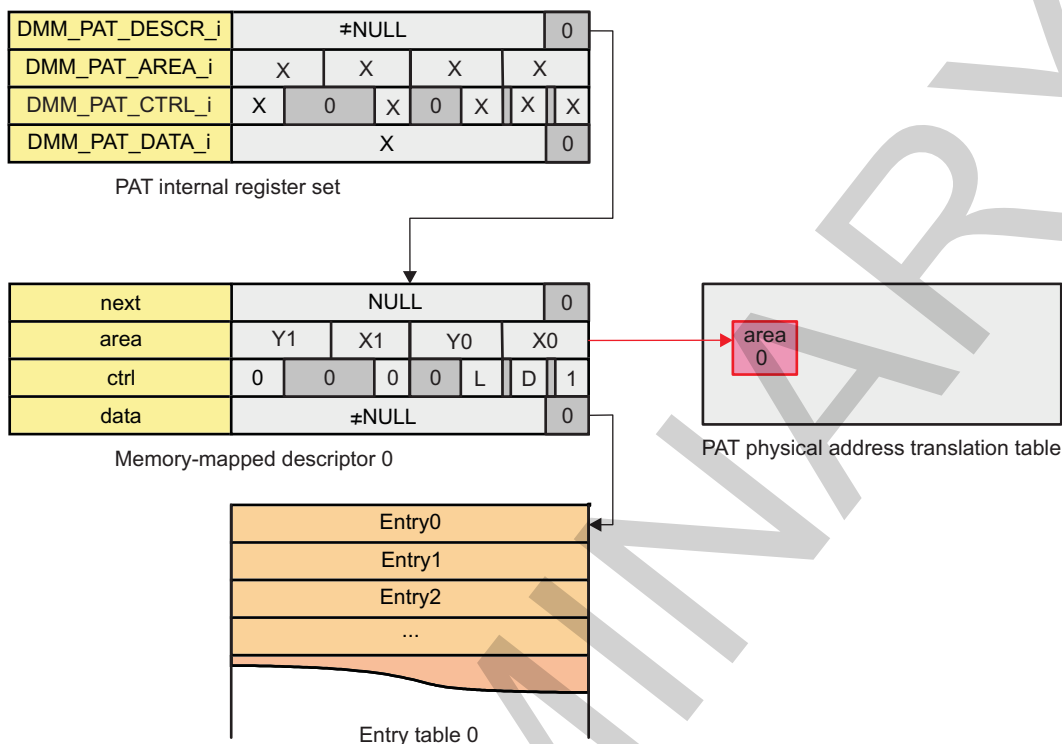 DMM_PAT_DESCR_i ≠NULL 0
DMM_PAT_AREA_i X X X X
DMM_PAT_CTRL_i X 0 X 0 X X X
DMM_PAT_DATA_i X 0
PAT internal register set
next NULL 0
area Y1 X1 Y0 X0
ctrl 0 0 0 0 L D 1
data ≠NULL 0
Memory-mapped descriptor 0
area
0
PAT physical address translation table
Entry0
Entry1
Entry2
...
Entry table 0